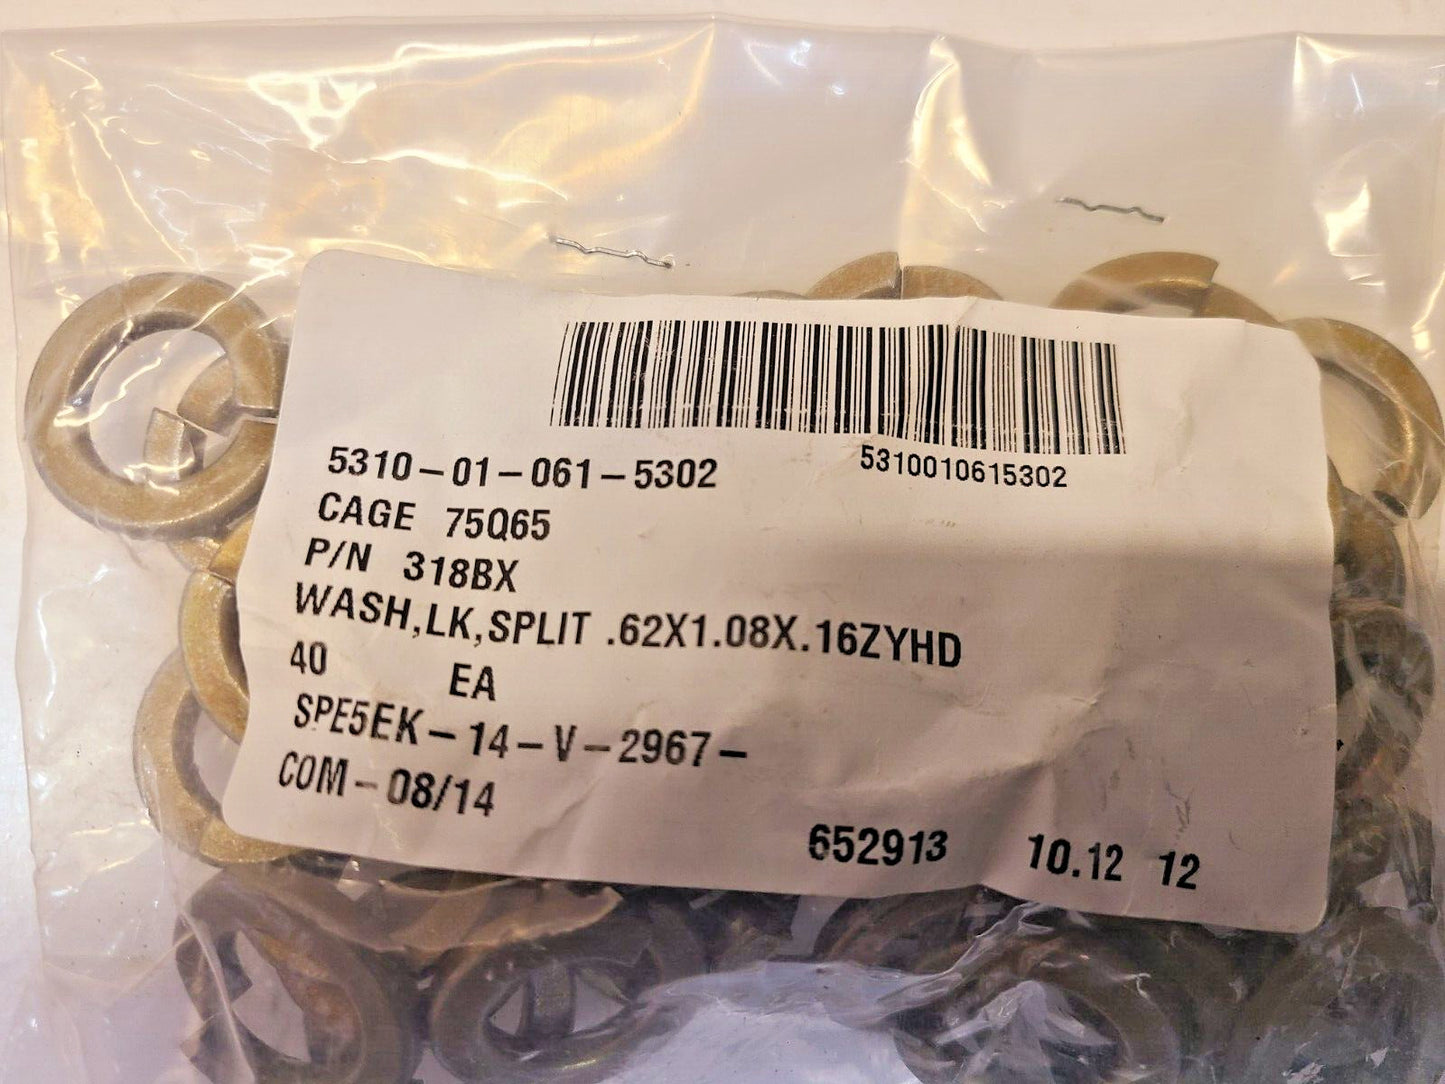 5310010615302
5310-01-061-5302
CAGE 75Q65
P/N 318BX
WASH,LK,SPLIT .62X1.08X.16ZYHD
40 EA
SPE5EK-14-V-2967-
COM-08/14
652913 10.12 12